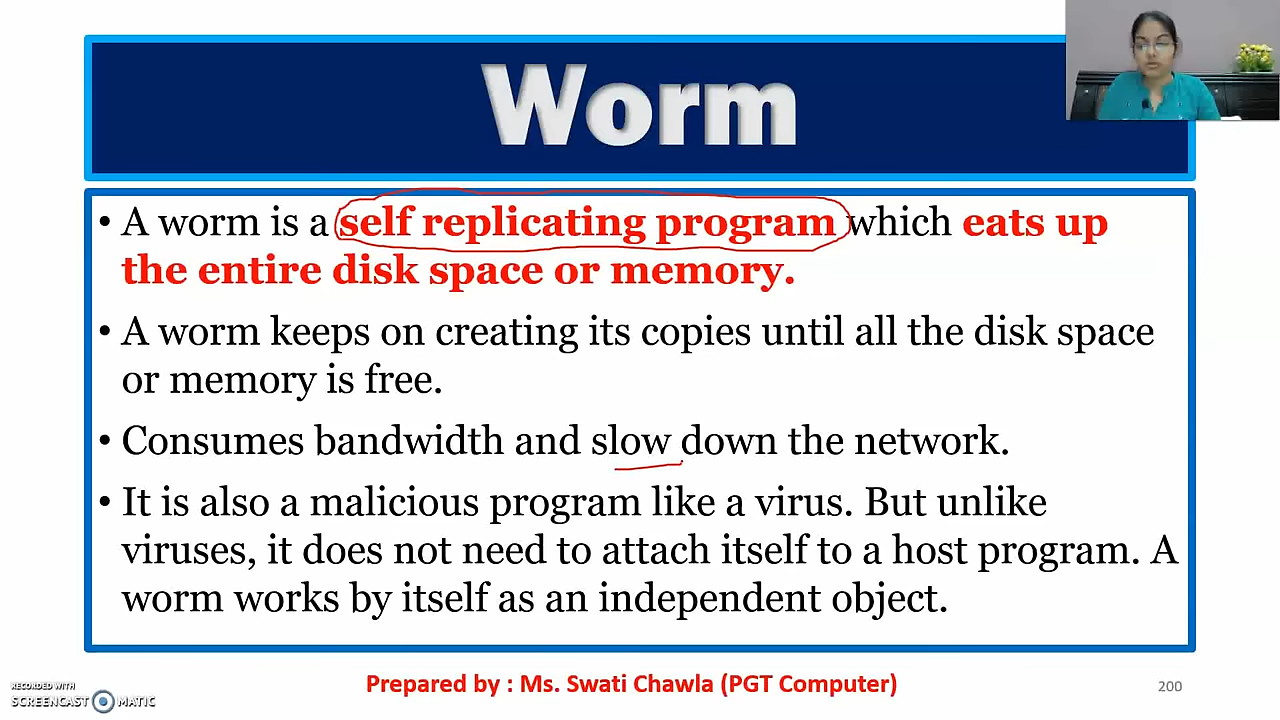 Worm
• A worm is a self replicating program which eats up
the entire disk space or memory.
• A worm keeps on creating its copies until all the disk space
or memory is free.
• Consumes bandwidth and slow down the network.
• It is also a malicious program like a virus. But unlike
viruses, it does not need to attach itself to a host program. A
worm works by itself as an independent object.
Prepared by : Ms. Swati Chawla (PGT Computer)
200
RECORDED WITH
SCREENCAST MATIC